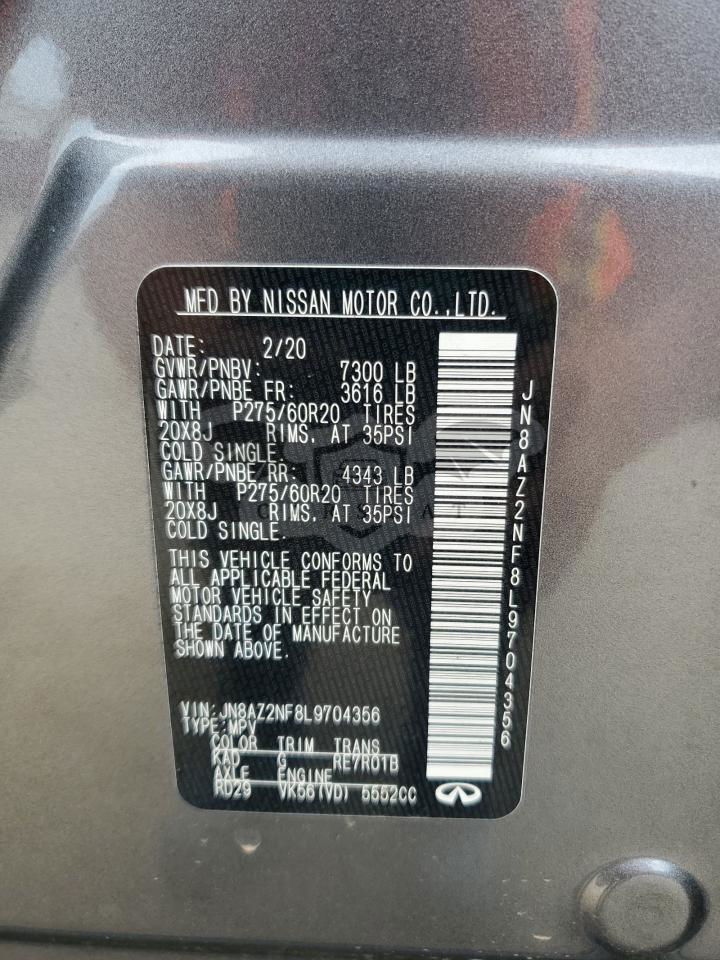 MFD BY NISSAN MOTOR CO.,LTD.
DATE: 2/20
GVWR/PNBV: 7300 LB
GAWR/PNBE FR: 3616 LB
WITH P275/60R20 TIRES
20X8J RIMS, AT 35PSI
COLD SINGLE.
GAWR/PNBE RR: 4343 LB
WITH P275/60R20 TIRES
20X8J RIMS, AT 35PSI
COLD SINGLE.
THIS VEHICLE CONFORMS TO
ALL APPLICABLE FEDERAL
MOTOR VEHICLE SAFETY
STANDARDS IN EFFECT ON
THE DATE OF MANUFACTURE
SHOWN ABOVE.
VIN:JN8AZ2NF8L9704356
TYPE:MPV
COLOR TRIM TRANS
KAD G RE7R01B
AXLE ENGINE
RD29 VK56(VD) 5552CC
JN8AZ2NF8L9704356